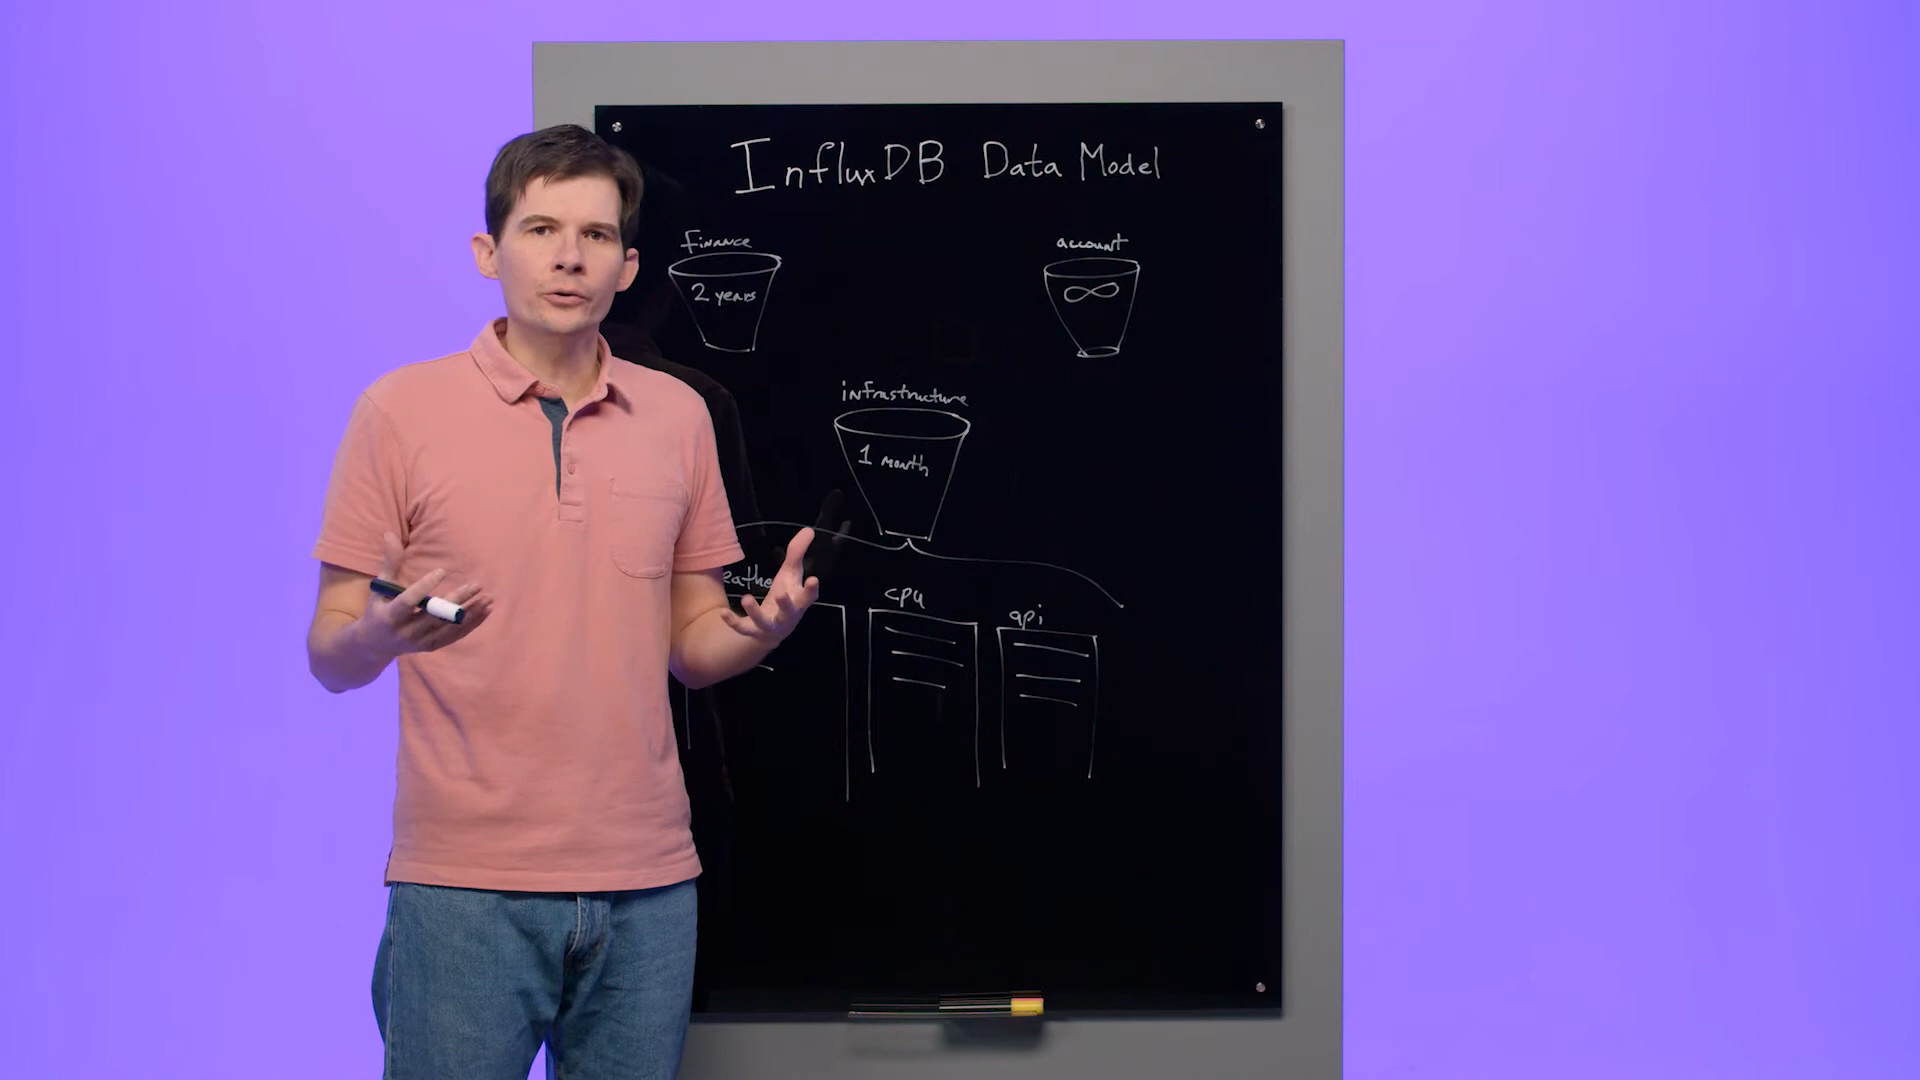 InfluxDB Data Model
finance
account
2 years
∞
infrastructure
1 month
cpu
api